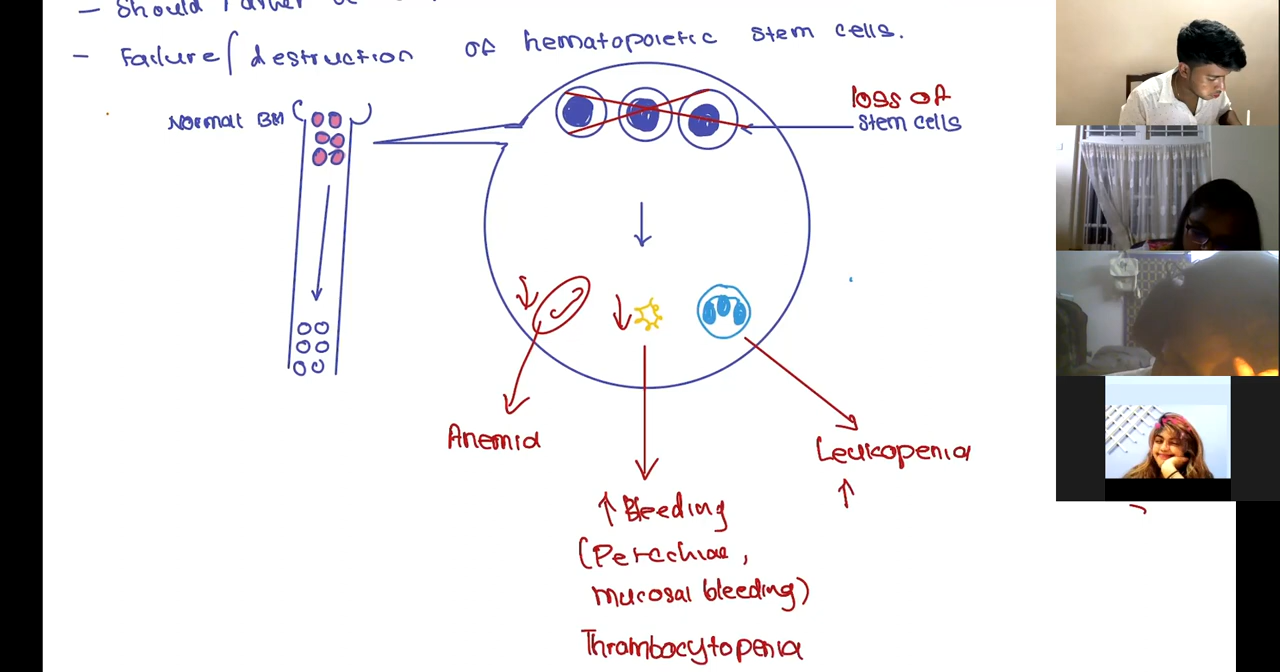 – Should
– Failure/destruction of hematopoietic stem cells.
Normal BM
loss of
stem cells
Anemia
Leukopenia
↑
↑ Bleeding
(Petechiae,
mucosal bleeding)
Thrombocytopenia